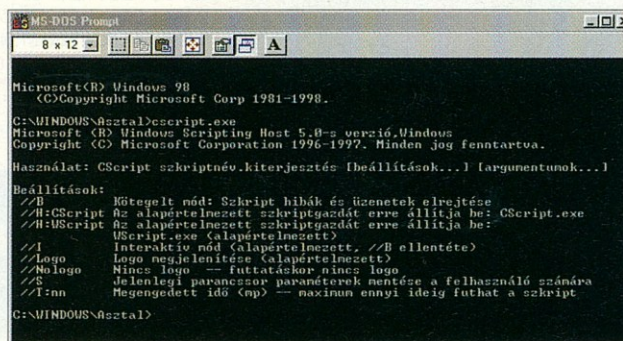 MS-DOS Prompt
8 x 12
A
Microsoft(R) Windows 98
(C)Copyright Microsoft Corp 1981-1998.
C:\WINDOWS\Asztal>cscript.exe
Microsoft (R) Windows Scripting Host 5.0-s verzió,Windows
Copyright (C) Microsoft Corporation 1996-1997. Minden jog fenntartva.
Használat: CScript szkriptnév.kiterjesztés [beállítások...] [argumentumok...]
Beállítások:
//B Kötegelt mód: Szkript hibák és üzenetek elrejtése
//H:CScript Az alapértelmezett szkriptgazdát erre állítja be: CScript.exe
//H:WScript Az alapértelmezett szkriptgazdát erre állítja be:
WScript.exe (alapértelmezett)
//I Interaktív mód (alapértelmezett, //B ellentéte)
//Logo Logo megjelenítése (alapértelmezett)
//Nologo Nincs logo -- futtatáskor nincs logo
//S Jelenlegi parancssor paraméterek mentése a felhasználó számára
//T:nn Megengedett idő (mp) -- maximum ennyi ideig futhat a szkript
C:\WINDOWS\Asztal>